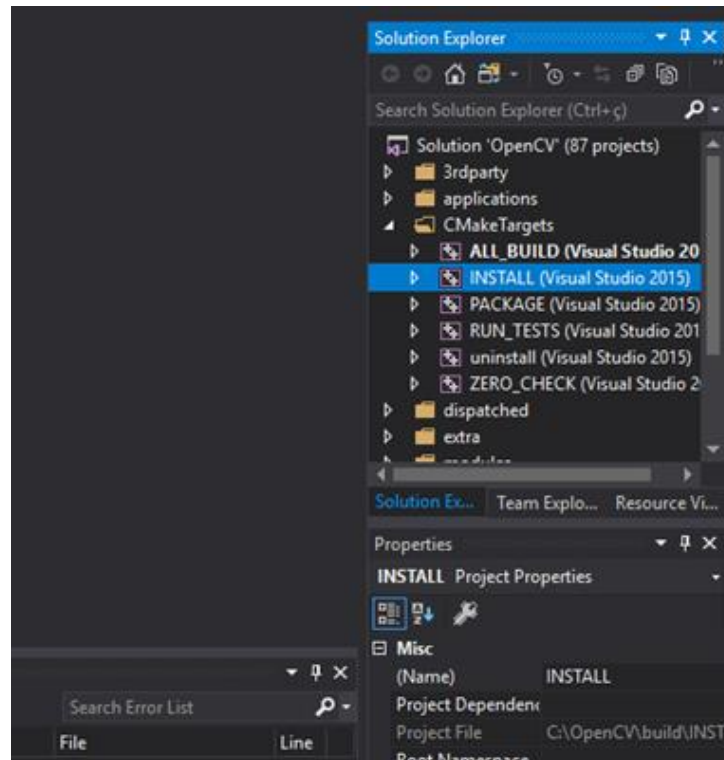 Solution Explorer
Search Solution Explorer (Ctrl+ç)
Solution 'OpenCV' (87 projects)
3rdparty
applications
CMakeTargets
ALL_BUILD (Visual Studio 20
INSTALL (Visual Studio 2015)
PACKAGE (Visual Studio 2015)
RUN_TESTS (Visual Studio 201
uninstall (Visual Studio 2015)
ZERO_CHECK (Visual Studio 2
dispatched
extra
modules
Solution Ex... Team Explo... Resource Vi...
Properties
INSTALL Project Properties
Misc
(Name) INSTALL
Project Dependen
Project File C:\OpenCV\build\INST
Root Namespace
Search Error List
File Line